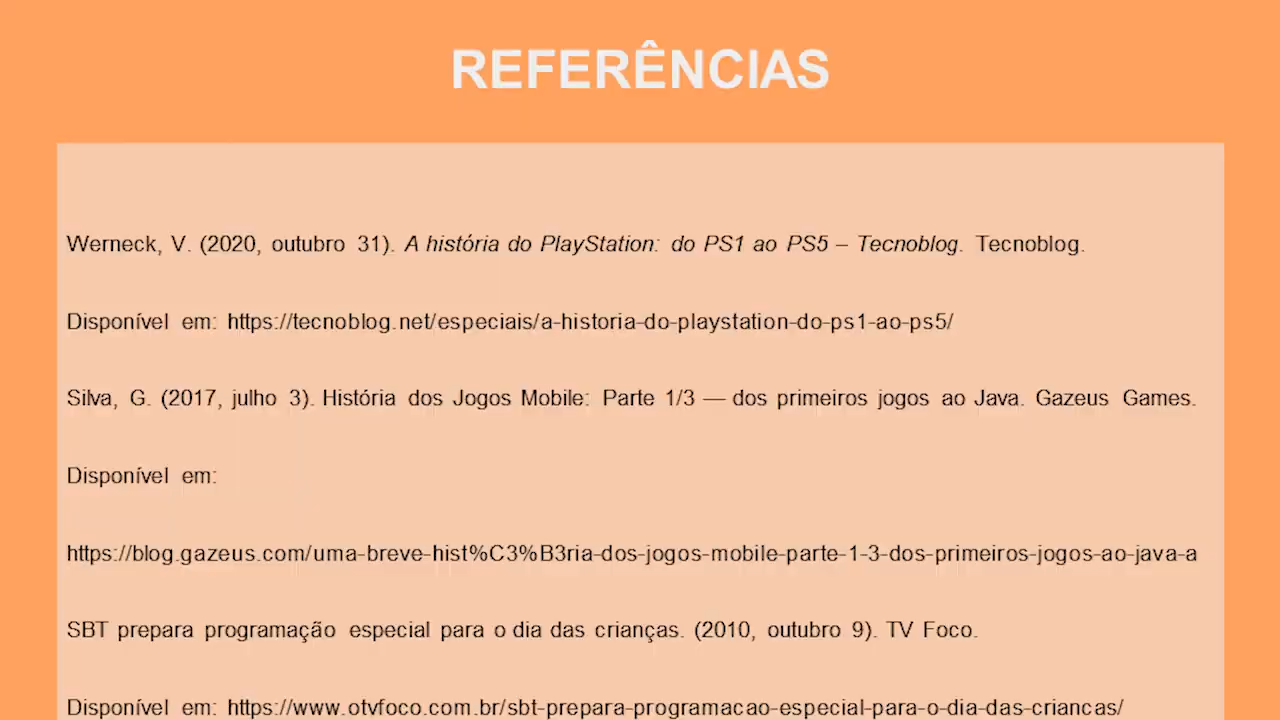 REFERÊNCIAS
Werneck, V. (2020, outubro 31). A história do PlayStation: do PS1 ao PS5 – Tecnoblog. Tecnoblog.
Disponível em: https://tecnoblog.net/especiais/a-historia-do-playstation-do-ps1-ao-ps5/
Silva, G. (2017, julho 3). História dos Jogos Mobile: Parte 1/3 — dos primeiros jogos ao Java. Gazeus Games.
Disponível em:
https://blog.gazeus.com/uma-breve-hist%C3%B3ria-dos-jogos-mobile-parte-1-3-dos-primeiros-jogos-ao-java-a
SBT prepara programação especial para o dia das crianças. (2010, outubro 9). TV Foco.
Disponível em: https://www.otvfoco.com.br/sbt-prepara-programacao-especial-para-o-dia-das-criancas/